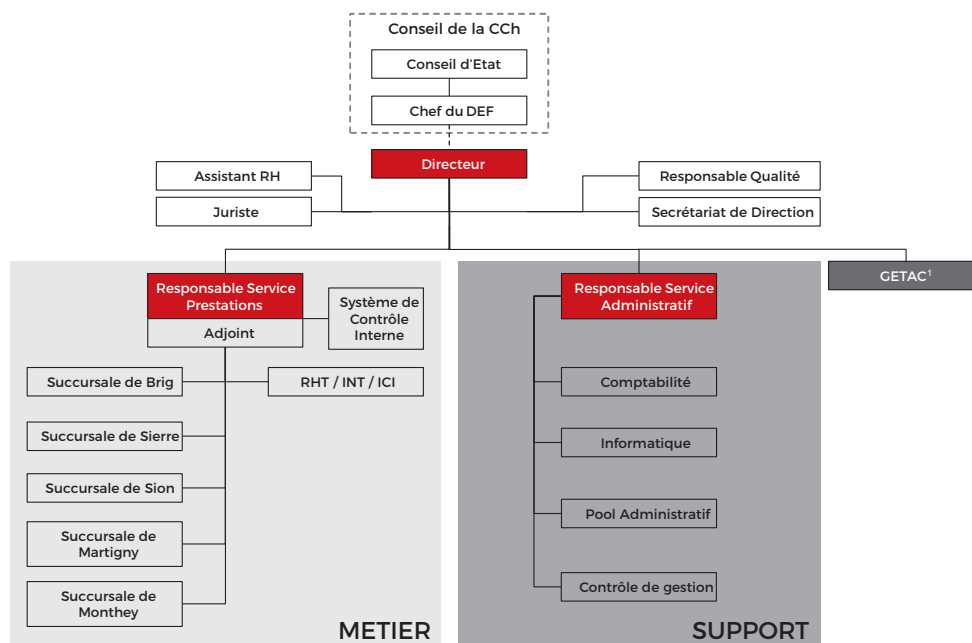 Conseil de la CCh
Conseil d'Etat
Chef du DEF
Directeur
Assistant RH
Responsable Qualité
Juriste
Secrétariat de Direction
GETAC¹
Responsable Service
Prestations
Adjoint
Système de
Contrôle
Interne
Succursale de Brig
RHT / INT / ICI
Succursale de Sierre
Succursale de Sion
Succursale de
Martigny
Succursale de
Monthey
METIER
Responsable Service
Administratif
Comptabilité
Informatique
Pool Administratif
Contrôle de gestion
SUPPORT